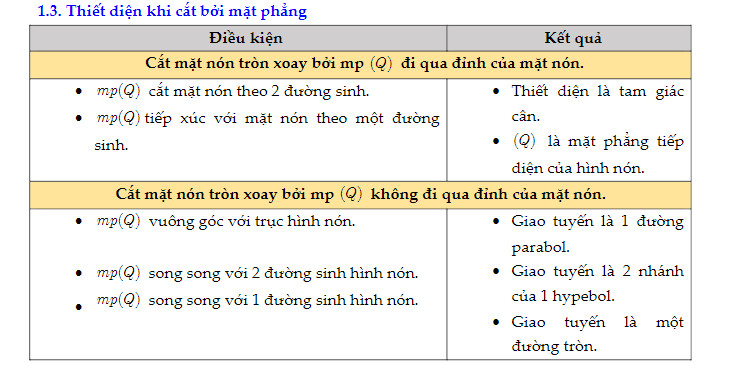 1.3. Thiết diện khi cắt bởi mặt phẳng
Điều kiện
Kết quả
Cắt mặt nón tròn xoay bởi mp (Q) đi qua đỉnh của mặt nón.
• mp(Q) cắt mặt nón theo 2 đường sinh.
• mp(Q) tiếp xúc với mặt nón theo một đường
sinh.
• Thiết diện là tam giác
cân.
• (Q) là mặt phẳng tiếp
diện của hình nón.
Cắt mặt nón tròn xoay bởi mp (Q) không đi qua đỉnh của mặt nón.
• mp(Q) vuông góc với trục hình nón.
• mp(Q) song song với 2 đường sinh hình nón.
• mp(Q) song song với 1 đường sinh hình nón.
• Giao tuyến là 1 đường
parabol.
• Giao tuyến là 2 nhánh
của 1 hypebol.
• Giao tuyến là một
đường tròn.